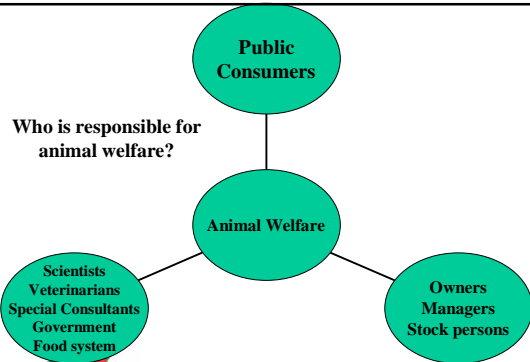 Public
Consumers
Who is responsible for
animal welfare?
Animal Welfare
Scientists
Veterinarians
Special Consultants
Government
Food system
Owners
Managers
Stock persons